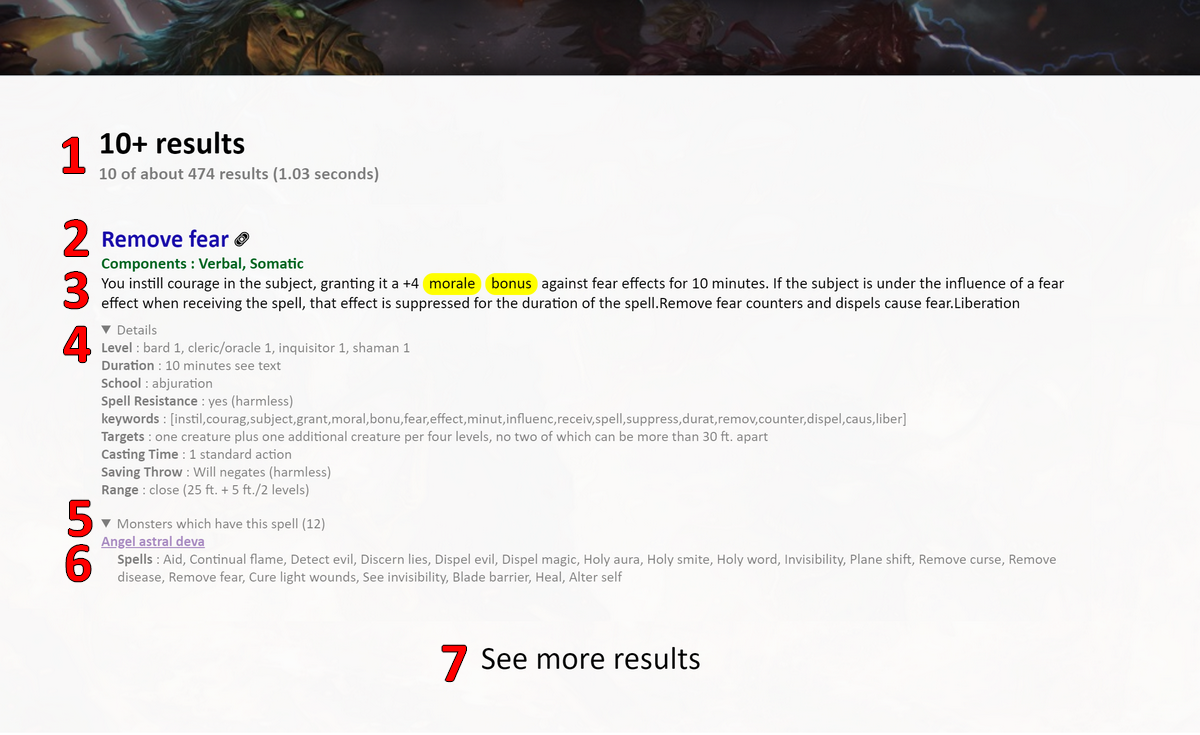 1 10+ results
10 of about 474 results (1.03 seconds)
2 Remove fear
Components : Verbal, Somatic
3 You instill courage in the subject, granting it a +4 morale bonus against fear effects for 10 minutes. If the subject is under the influence of a fear
effect when receiving the spell, that effect is suppressed for the duration of the spell.Remove fear counters and dispels cause fear.Liberation
▼ Details
4 Level : bard 1, cleric/oracle 1, inquisitor 1, shaman 1
Duration : 10 minutes see text
School : abjuration
Spell Resistance : yes (harmless)
keywords : [instil,courag,subject,grant,moral,bonu,fear,effect,minut,influenc,receiv,spell,suppress,durat,remov,counter,dispel,caus,liber]
Targets : one creature plus one additional creature per four levels, no two of which can be more than 30 ft. apart
Casting Time : 1 standard action
Saving Throw : Will negates (harmless)
Range : close (25 ft. + 5 ft./2 levels)
5 ▼ Monsters which have this spell (12)
Angel astral deva
6 Spells : Aid, Continual flame, Detect evil, Discern lies, Dispel evil, Dispel magic, Holy aura, Holy smite, Holy word, Invisibility, Plane shift, Remove curse, Remove
disease, Remove fear, Cure light wounds, See invisibility, Blade barrier, Heal, Alter self
7 See more results